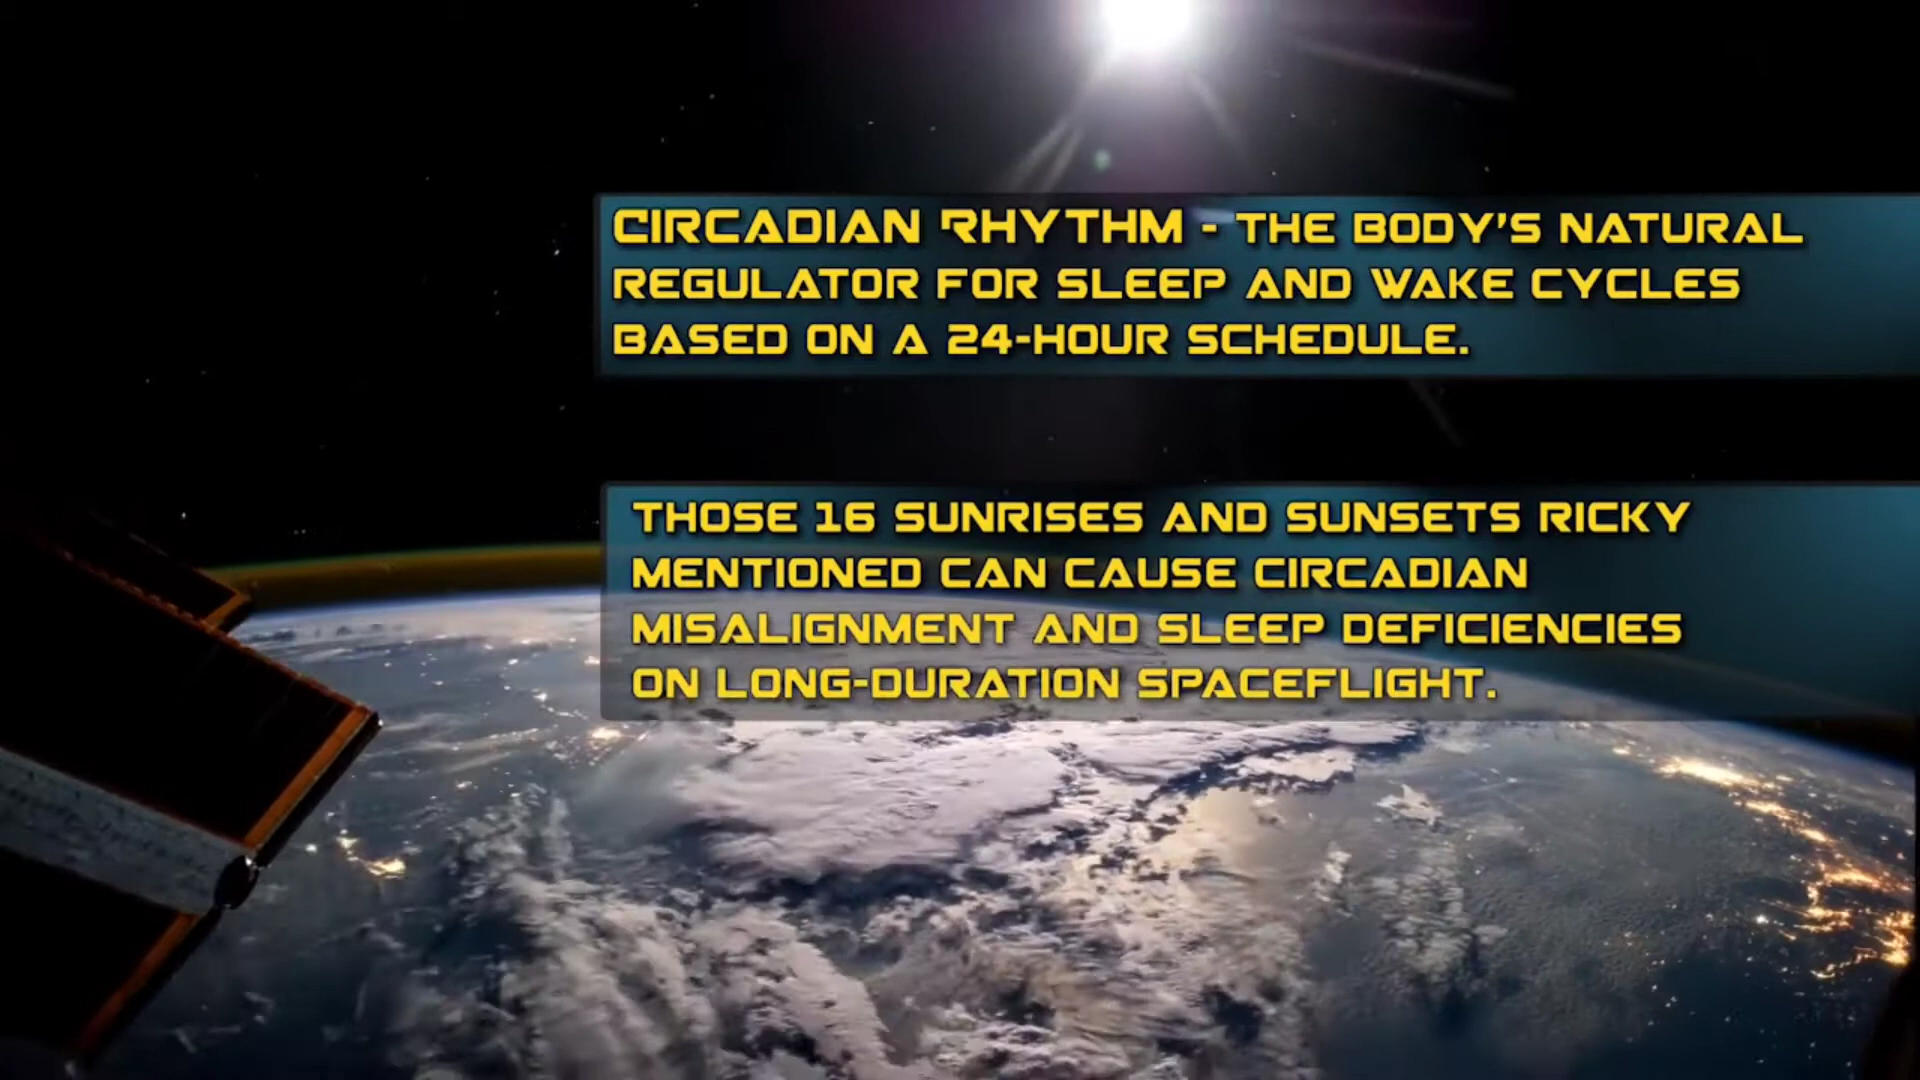 CIRCADIAN RHYTHM - THE BODY'S NATURAL
REGULATOR FOR SLEEP AND WAKE CYCLES
BASED ON A 24-HOUR SCHEDULE.
THOSE 16 SUNRISES AND SUNSETS RICKY
MENTIONED CAN CAUSE CIRCADIAN
MISALIGNMENT AND SLEEP DEFICIENCIES
ON LONG-DURATION SPACEFLIGHT.